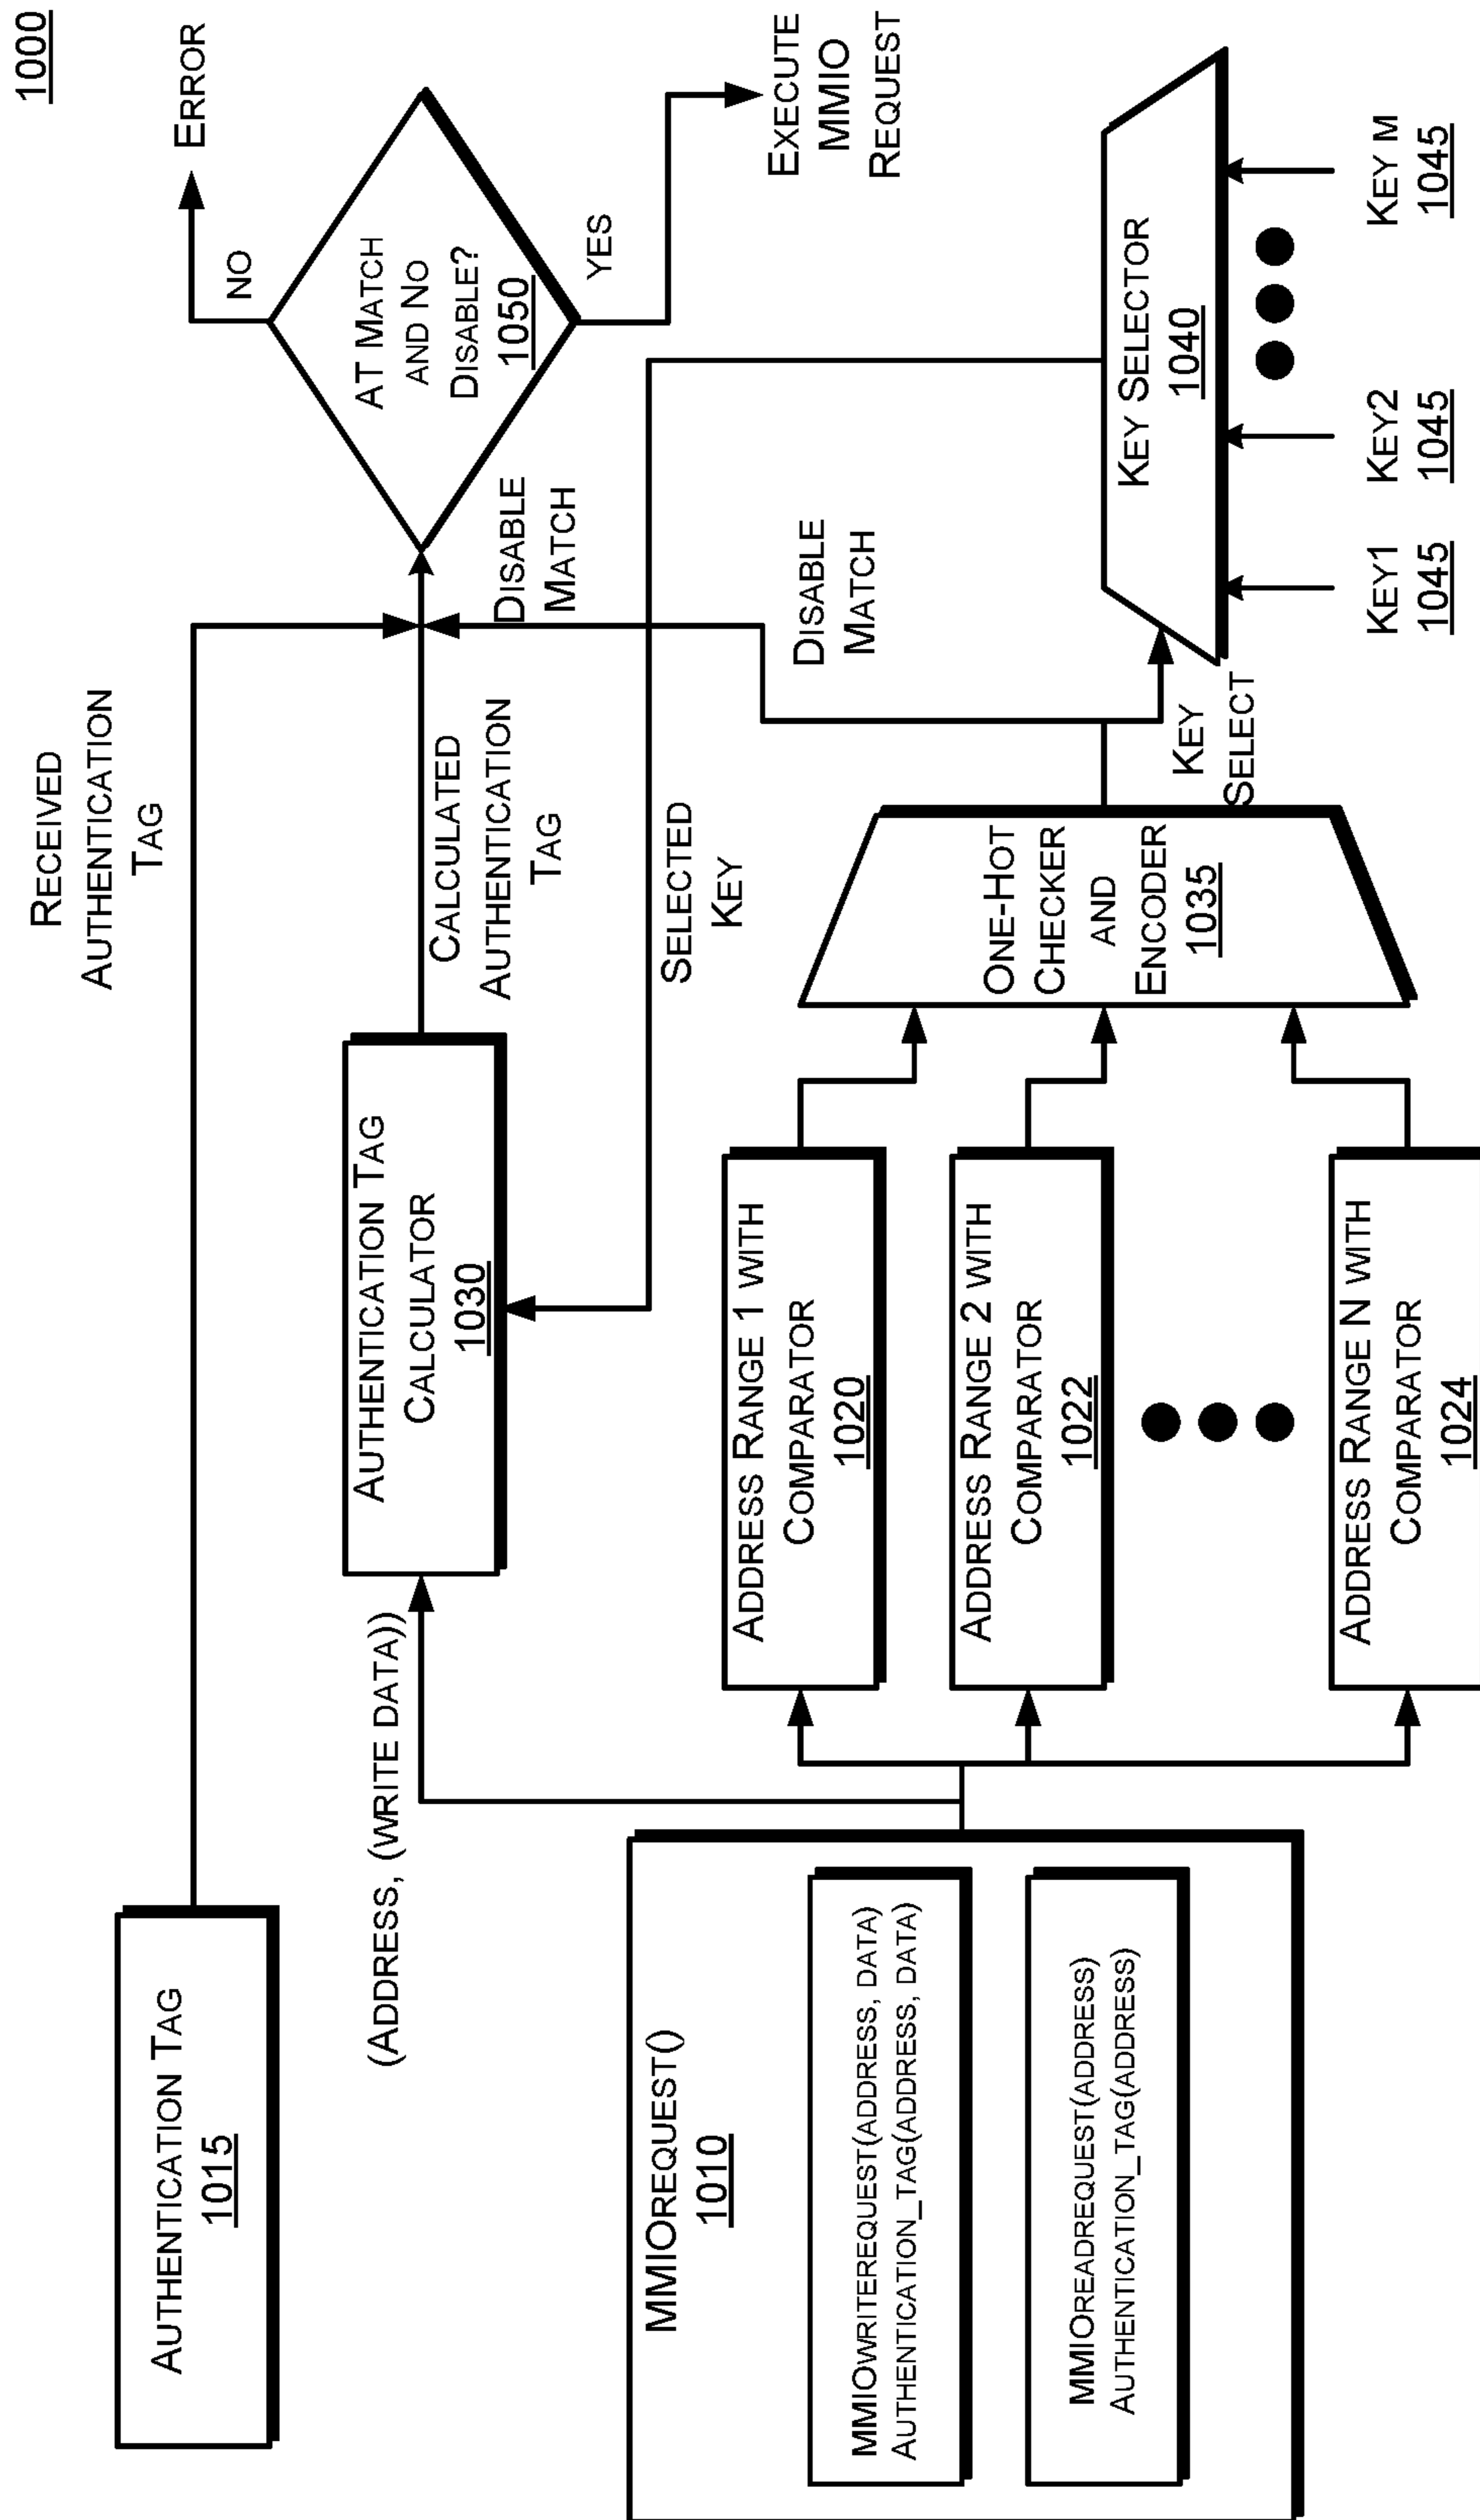 1000
RECEIVED
AUTHENTICATION
TAG
ERROR
NO
AUTHENTICATION TAG
1015
(ADDRESS, (WRITE DATA))
AUTHENTICATION TAG
CALCULATOR
1030
CALCULATED
AUTHENTICATION
TAG
AT MATCH
AND NO
DISABLE?
1050
DISABLE
MATCH
YES
SELECTED
KEY
EXECUTE
MMIO
REQUEST
MMIOREQUEST()
1010
MMIOWRITEREQUEST(ADDRESS, DATA)
AUTHENTICATION_TAG(ADDRESS, DATA)
MMIOREADREQUEST(ADDRESS)
AUTHENTICATION_TAG(ADDRESS)
ADDRESS RANGE 1 WITH
COMPARATOR
1020
ADDRESS RANGE 2 WITH
COMPARATOR
1022
ADDRESS RANGE N WITH
COMPARATOR
1024
ONE-HOT
CHECKER
AND
ENCODER
1035
DISABLE
MATCH
KEY
SELECT
KEY SELECTOR
1040
KEY1
1045
KEY2
1045
KEY M
1045